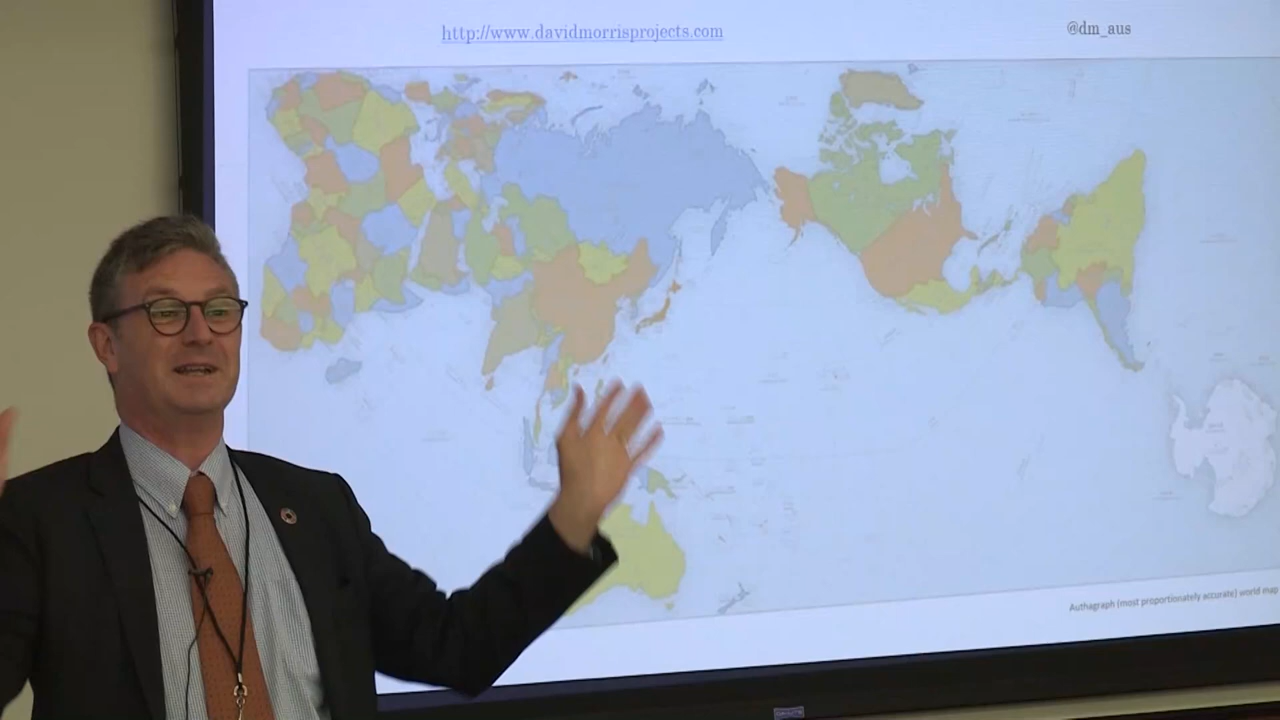 http://www.davidmorrisprojects.com
@dm_aus
Authagraph (most proportionately accurate) world map